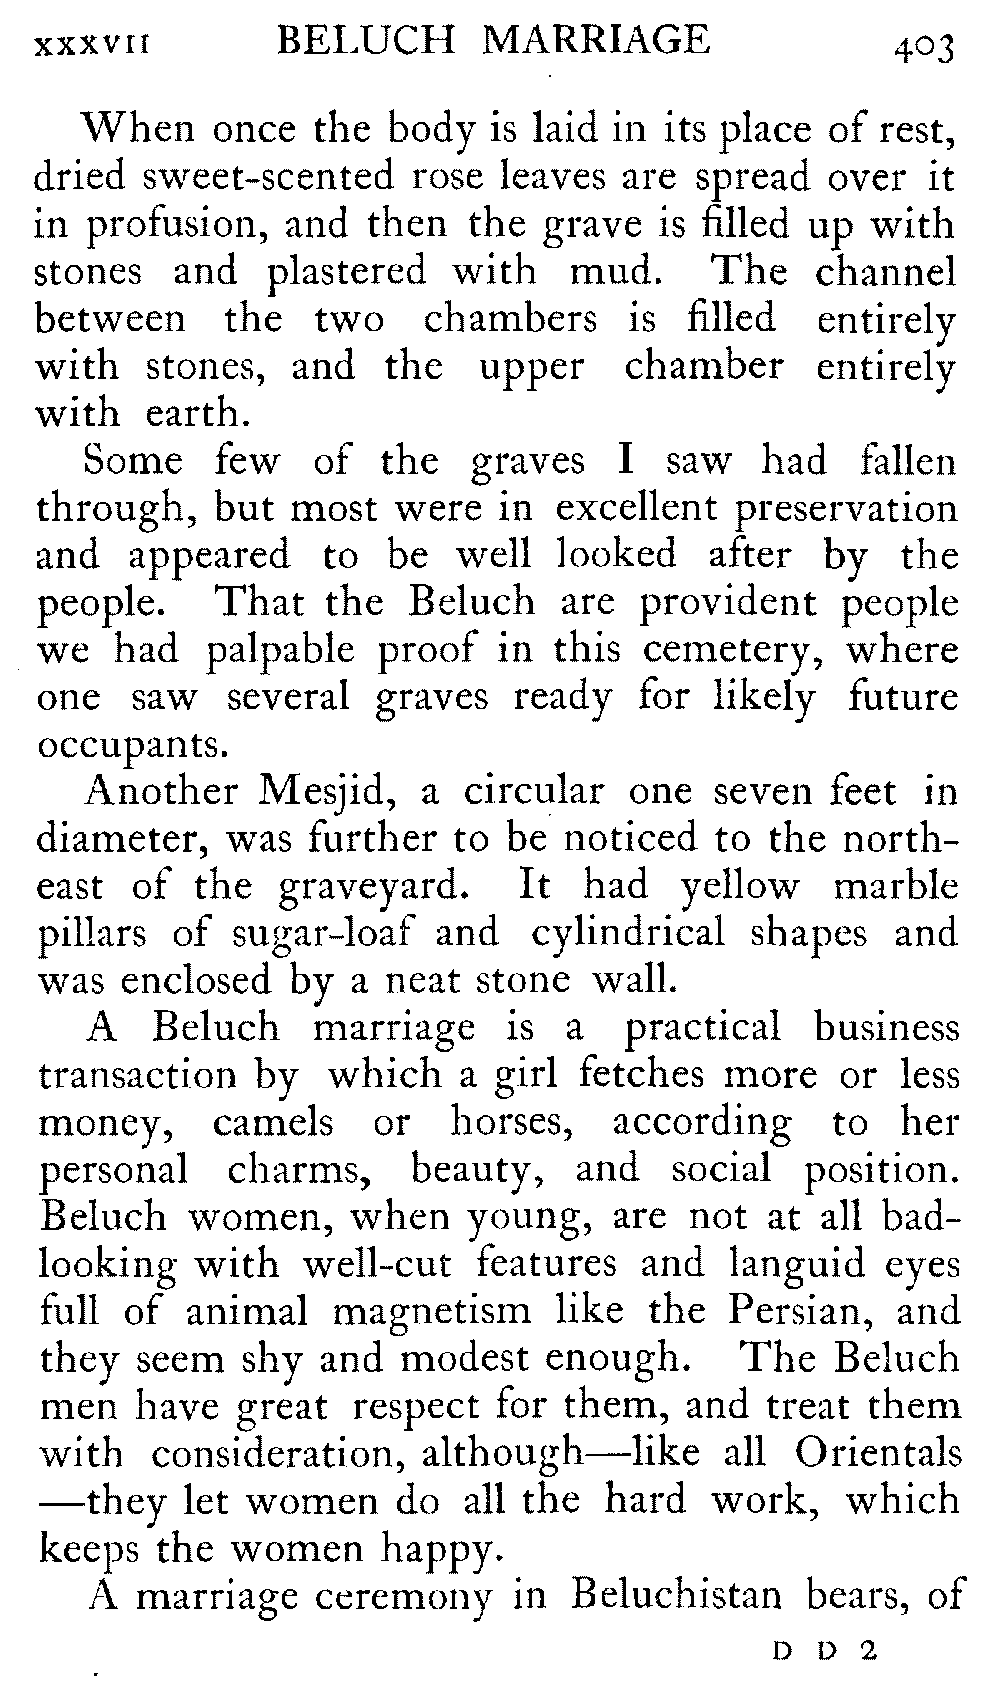 xxxvii BELUCH MARRIAGE 403
When once the body is laid in its place of rest,
dried sweet-scented rose leaves are spread over it
in profusion, and then the grave is filled up with
stones and plastered with mud. The channel
between the two chambers is filled entirely
with stones, and the upper chamber entirely
with earth.
Some few of the graves I saw had fallen
through, but most were in excellent preservation
and appeared to be well looked after by the
people. That the Beluch are provident people
we had palpable proof in this cemetery, where
one saw several graves ready for likely future
occupants.
Another Mesjid, a circular one seven feet in
diameter, was further to be noticed to the north-
east of the graveyard. It had yellow marble
pillars of sugar-loaf and cylindrical shapes and
was enclosed by a neat stone wall.
A Beluch marriage is a practical business
transaction by which a girl fetches more or less
money, camels or horses, according to her
personal charms, beauty, and social position.
Beluch women, when young, are not at all bad-
looking with well-cut features and languid eyes
full of animal magnetism like the Persian, and
they seem shy and modest enough. The Beluch
men have great respect for them, and treat them
with consideration, although—like all Orientals
—they let women do all the hard work, which
keeps the women happy.
A marriage ceremony in Beluchistan bears, of
D D 2